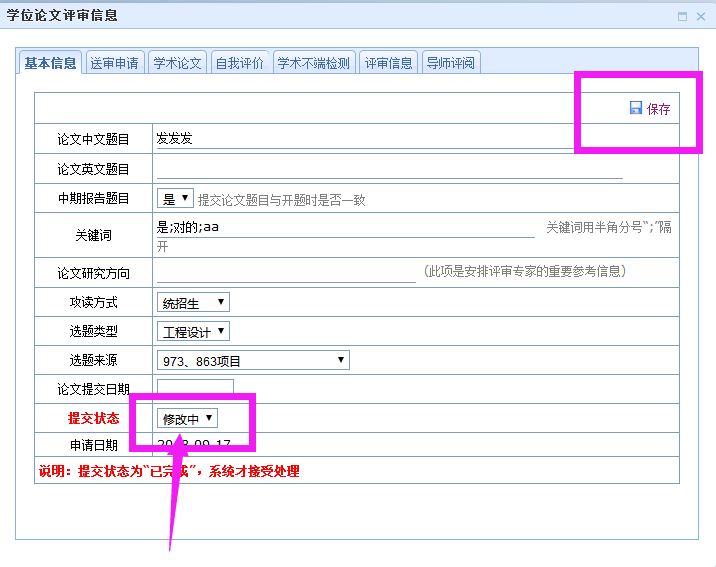 学位论文评审信息
基本信息 送审申请 学术论文 自我评价 学术不端检测 评审信息 导师评阅
保存
论文中文题目 发发发
论文英文题目
中期报告题目 是 提交论文题目与开题时是否一致
关键词 是;对的;aa 关键词用半角分号“;”隔
开
论文研究方向 （此项是安排评审专家的重要参考信息）
攻读方式 统招生
选题类型 工程设计
选题来源 973、863项目
论文提交日期
提交状态 修改中
申请日期
说明：提交状态为“已完成”，系统才接受处理